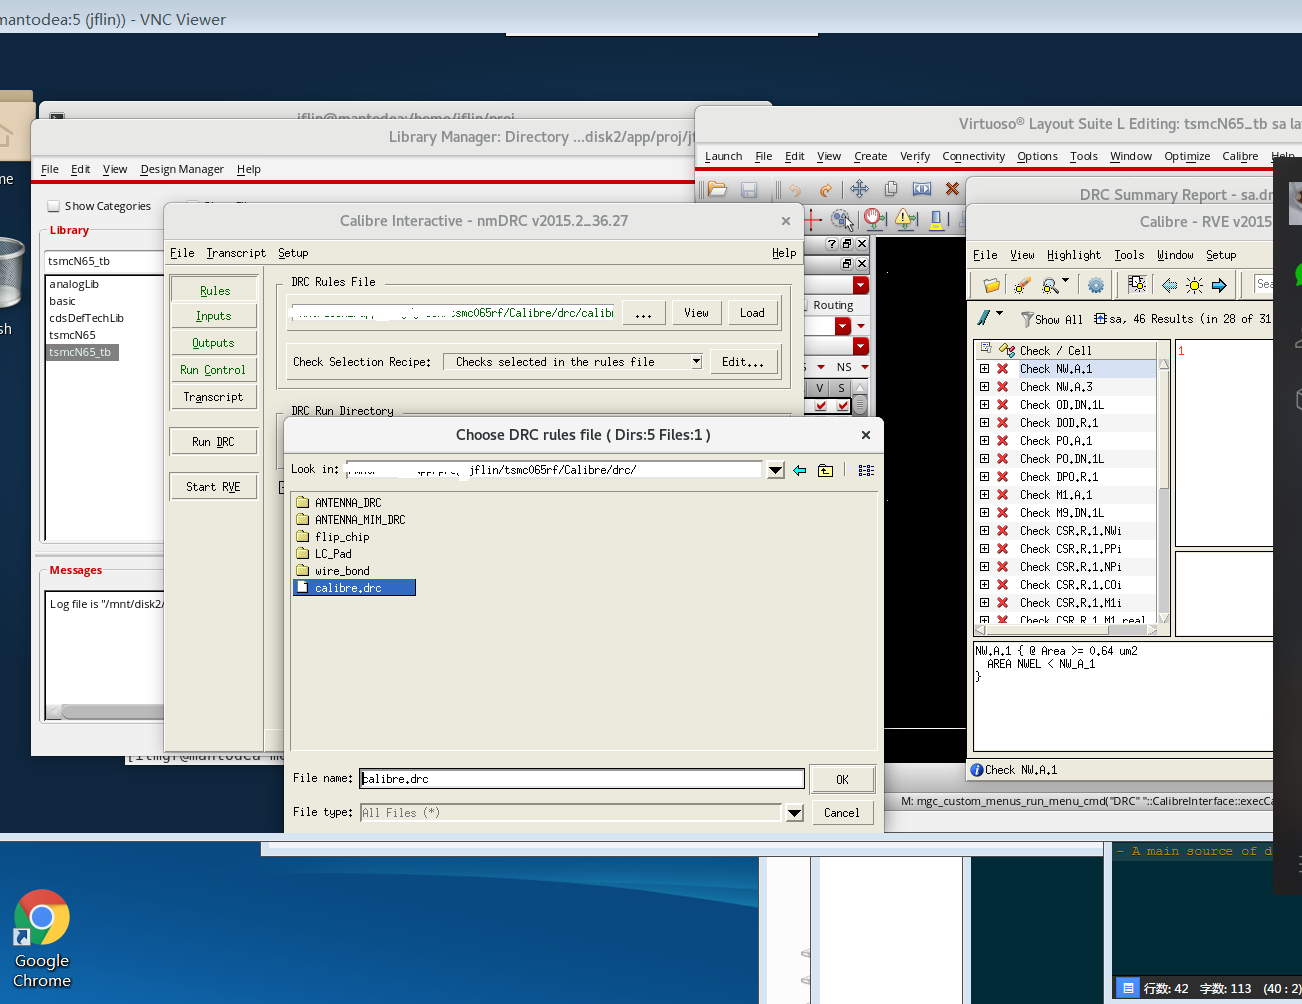 mantodea:5 (jflin)) - VNC Viewer
jflin@mantodea:/home/jflin/proj
Library Manager: Directory ...disk2/app/proj/jf
File Edit View Design Manager Help
Show Categories
Library
tsmcN65_tb
analogLib
basic
cdsDefTechLib
tsmcN65
tsmcN65_tb
Messages
Log file is "/mnt/disk2/
Calibre Interactive - nmDRC v2015.2_36.27
File Transcript Setup Help
Rules
Inputs
Outputs
Run Control
Transcript
Run DRC
Start RVE
DRC Rules File
tsmc065rf/Calibre/drc/calib
... View Load
Check Selection Recipe: Checks selected in the rules file Edit...
DRC Run Directory
Choose DRC rules file ( Dirs:5 Files:1 )
Look in: jflin/tsmc065rf/Calibre/drc/
ANTENNA_DRC
ANTENNA_MIM_DRC
flip_chip
LC_Pad
wire_bond
calibre.drc
File name: calibre.drc OK
File type: All Files (*) Cancel
Virtuoso® Layout Suite L Editing: tsmcN65_tb sa la
Launch File Edit View Create Verify Connectivity Options Tools Window Optimize Calibre Help
Routing
NS
V S
M: mgc_custom_menus_run_menu_cmd("DRC" "::CalibreInterface::execCa
DRC Summary Report - sa.dr
Calibre - RVE v2015
File View Highlight Tools Window Setup
Sea
Show All sa, 46 Results (in 28 of 31
Check / Cell
Check NW.A.1
Check NW.A.3
Check OD.DN.1L
Check DOD.R.1
Check PO.A.1
Check PO.DN.1L
Check DPO.R.1
Check M1.A.1
Check M9.DN.1L
Check CSR.R.1.NWi
Check CSR.R.1.PPi
Check CSR.R.1.NPi
Check CSR.R.1.COi
Check CSR.R.1.M1i
Check CSR.R.1.M1 real
1
NW.A.1 { @ Area >= 0.64 um2
AREA NWEL < NW_A_1
}
Check NW.A.1
- A main source of d
Google
Chrome
行数: 42 字数: 113 (40 : 2)